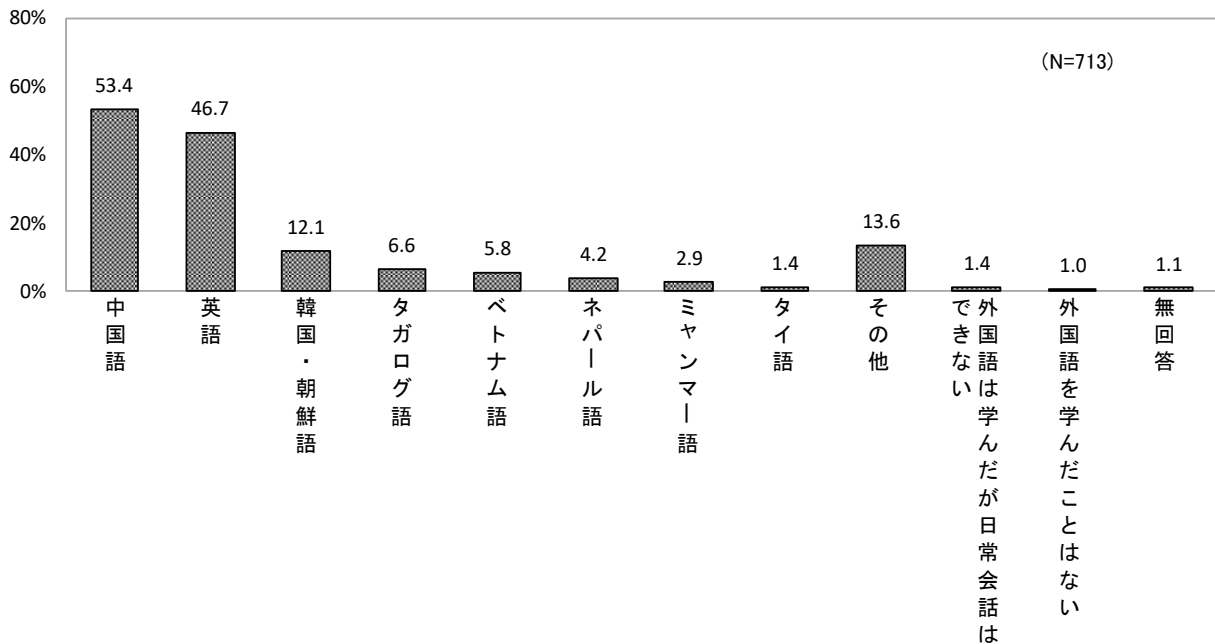 80%
60%
40%
20%
0%
(N=713)
53.4
46.7
12.1
6.6
5.8
4.2
2.9
1.4
13.6
1.4
1.0
1.1
中国語
英語
韓国・朝鮮語
タガログ語
ベトナム語
ネパール語
ミャンマー語
タイ語
その他
外国語は学んだが日常会話は
できない
外国語を学んだことはない
無回答